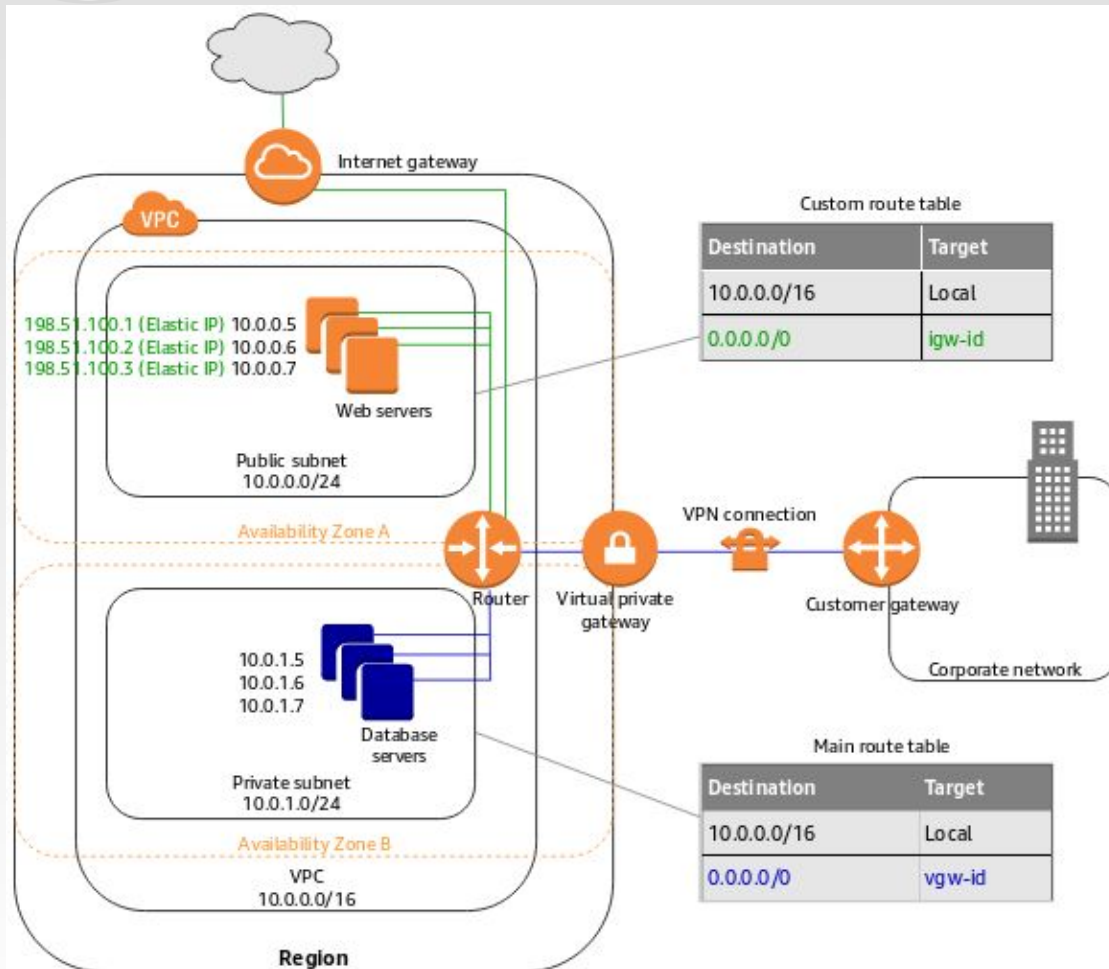 Internet gateway
VPC
Custom route table
Destination Target
10.0.0.0/16 Local
0.0.0.0/0 igw-id
198.51.100.1 (Elastic IP) 10.0.0.5
198.51.100.2 (Elastic IP) 10.0.0.6
198.51.100.3 (Elastic IP) 10.0.0.7
Web servers
Public subnet
10.0.0.0/24
Availability Zone A
VPN connection
Router
Virtual private
gateway
Customer gateway
Corporate network
10.0.1.5
10.0.1.6
10.0.1.7
Database
servers
Private subnet
10.0.1.0/24
Availability Zone B
VPC
10.0.0.0/16
Region
Main route table
Destination Target
10.0.0.0/16 Local
0.0.0.0/0 vgw-id